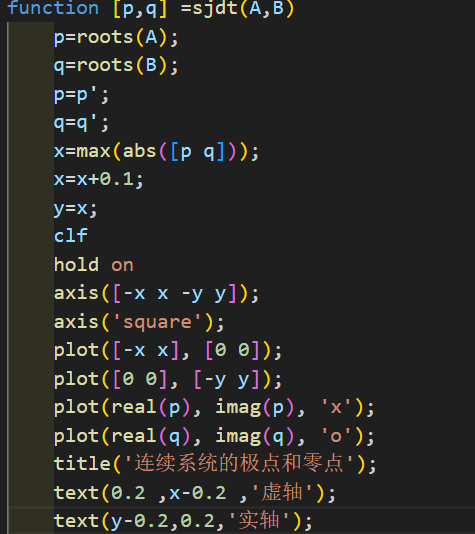 function [p,q] =sjdt(A,B)
p=roots(A);
q=roots(B);
p=p';
q=q';
x=max(abs([p q]));
x=x+0.1;
y=x;
clf
hold on
axis([-x x -y y]);
axis('square');
plot([-x x], [0 0]);
plot([0 0], [-y y]);
plot(real(p), imag(p), 'x');
plot(real(q), imag(q), 'o');
title('连续系统的极点和零点');
text(0.2 ,x-0.2 ,'虚轴');
text(y-0.2,0.2,'实轴');